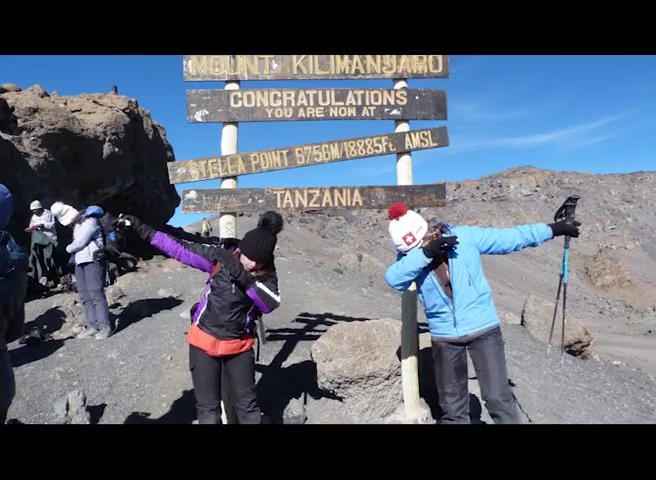 MOUNT KILIMANJARO
CONGRATULATIONS
YOU ARE NOW AT
STELLA POINT 5756M/18885Ft. AMSL
TANZANIA